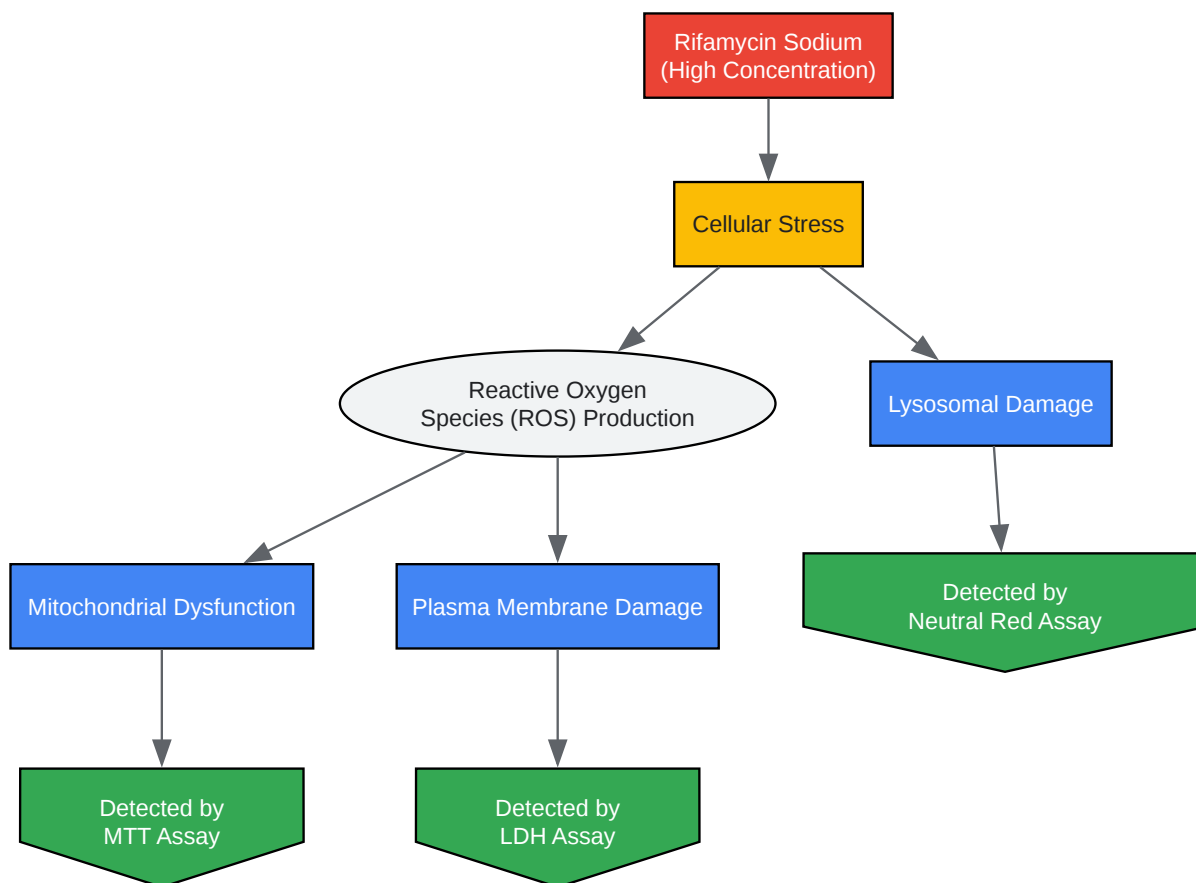 Rifamycin Sodium
(High Concentration)
Cellular Stress
Reactive Oxygen
Species (ROS) Production
Lysosomal Damage
Mitochondrial Dysfunction
Plasma Membrane Damage
Detected by
Neutral Red Assay
Detected by
MTT Assay
Detected by
LDH Assay